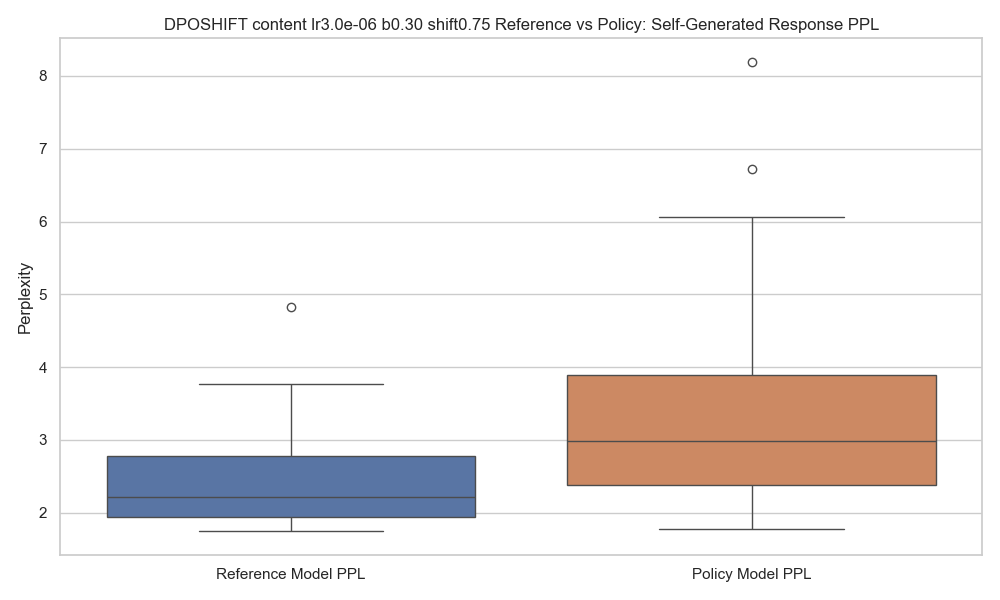 DPOSHIFT content lr3.0e-06 b0.30 shift0.75 Reference vs Policy: Self-Generated Response PPL
8
7
6
5
4
3
2
Perplexity
Reference Model PPL
Policy Model PPL